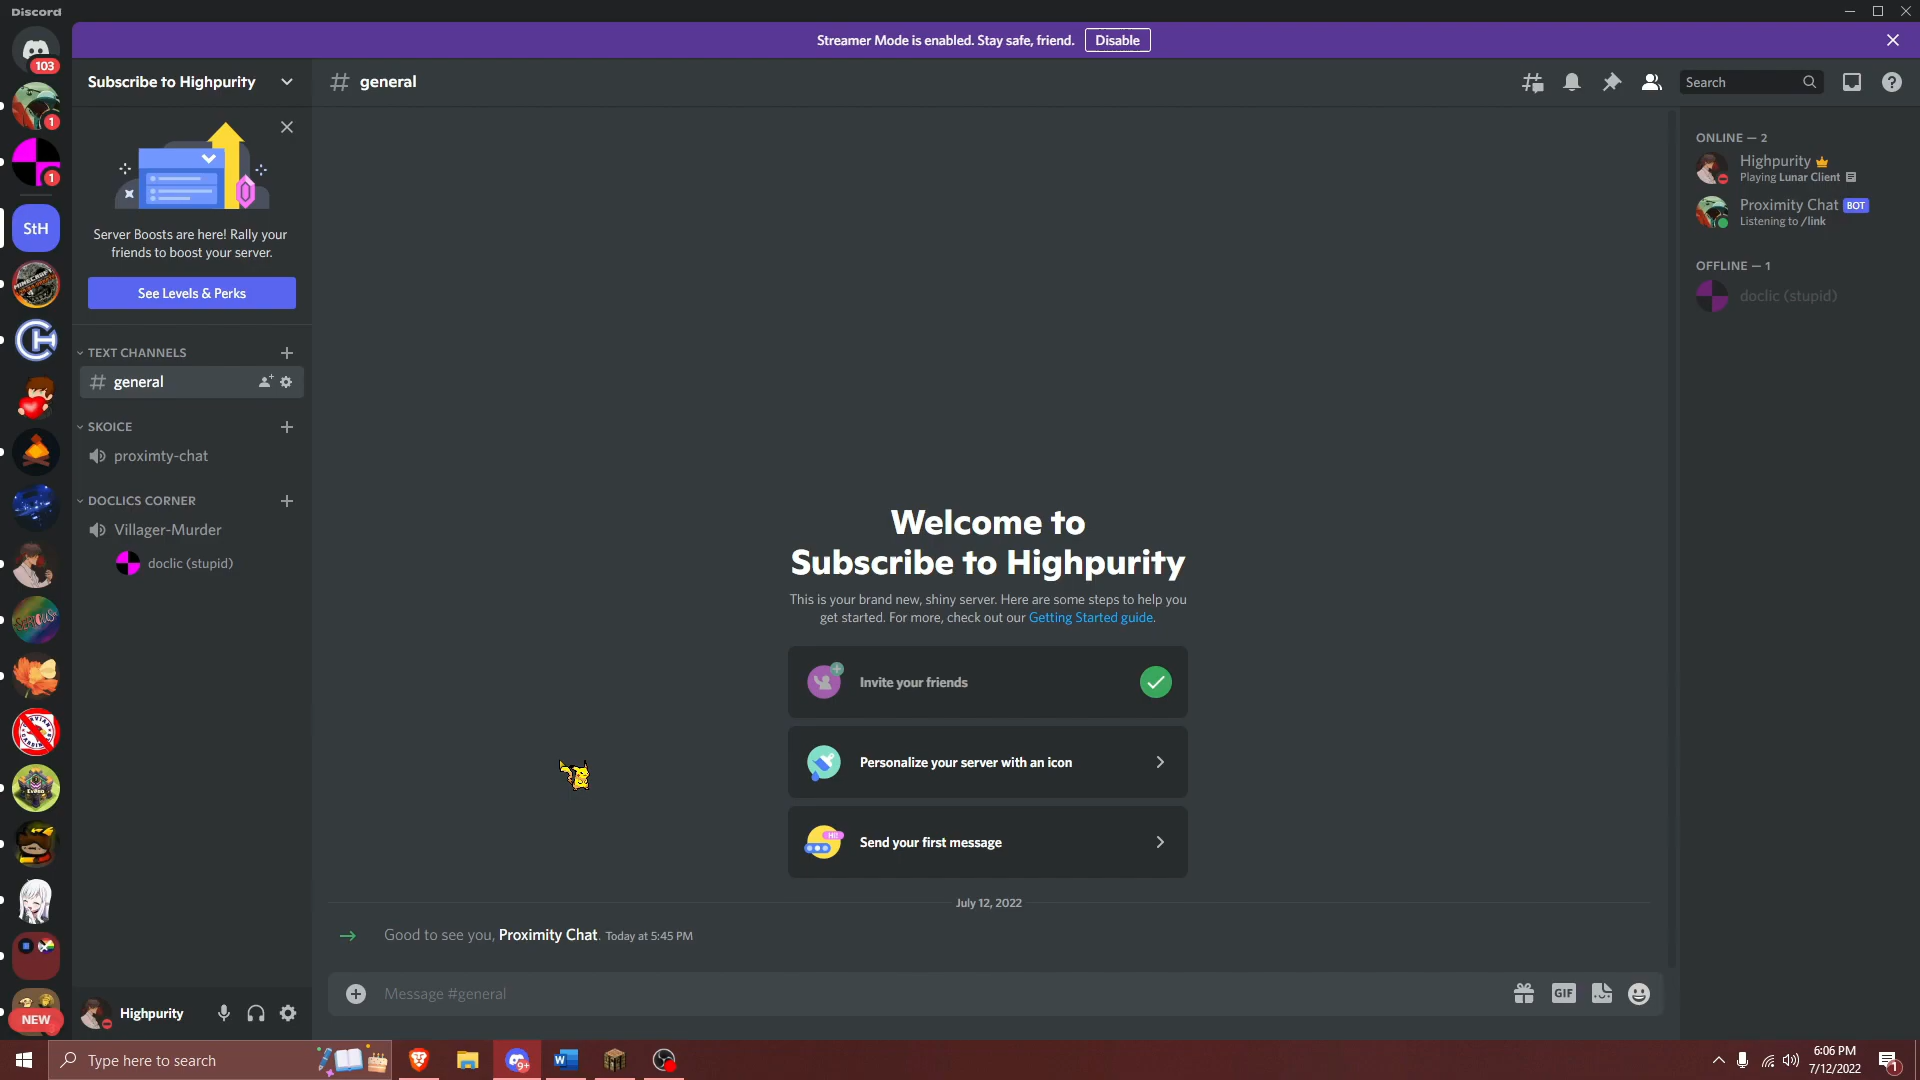 Discord
Streamer Mode is enabled. Stay safe, friend.
Disable
103
1
1
StH
NEW
Subscribe to Highpurity
Server Boosts are here! Rally your
friends to boost your server.
See Levels & Perks
TEXT CHANNELS
general
SKOICE
proximty-chat
DOCLICS CORNER
Villager-Murder
doclic (stupid)
Highpurity
general
Search
Welcome to
Subscribe to Highpurity
This is your brand new, shiny server. Here are some steps to help you
get started. For more, check out our Getting Started guide.
Invite your friends
Personalize your server with an icon
Hi!
Send your first message
July 12, 2022
Good to see you, Proximity Chat. Today at 5:45 PM
Message #general
GIF
ONLINE — 2
Highpurity
Playing Lunar Client
Proximity Chat BOT
Listening to /link
OFFLINE — 1
doclic (stupid)
Type here to search
9+
W
6:06 PM
7/12/2022
1